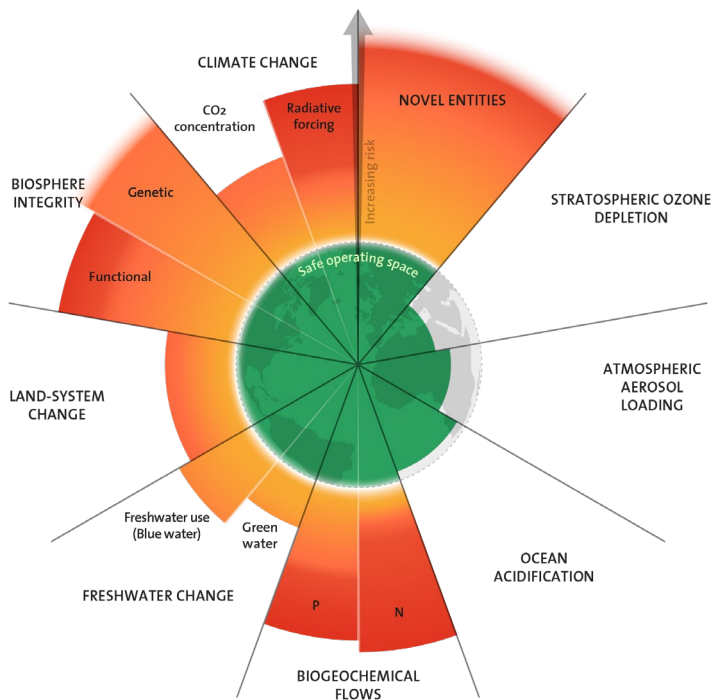 CLIMATE CHANGE
CO2
concentration
Radiative
forcing
NOVEL ENTITIES
Increasing risk
BIOSPHERE
INTEGRITY
Genetic
Functional
STRATOSPHERIC OZONE
DEPLETION
Safe operating space
LAND-SYSTEM
CHANGE
ATMOSPHERIC
AEROSOL
LOADING
Freshwater use
(Blue water)
Green
water
FRESHWATER CHANGE
OCEAN
ACIDIFICATION
P
N
BIOGEOCHEMICAL
FLOWS